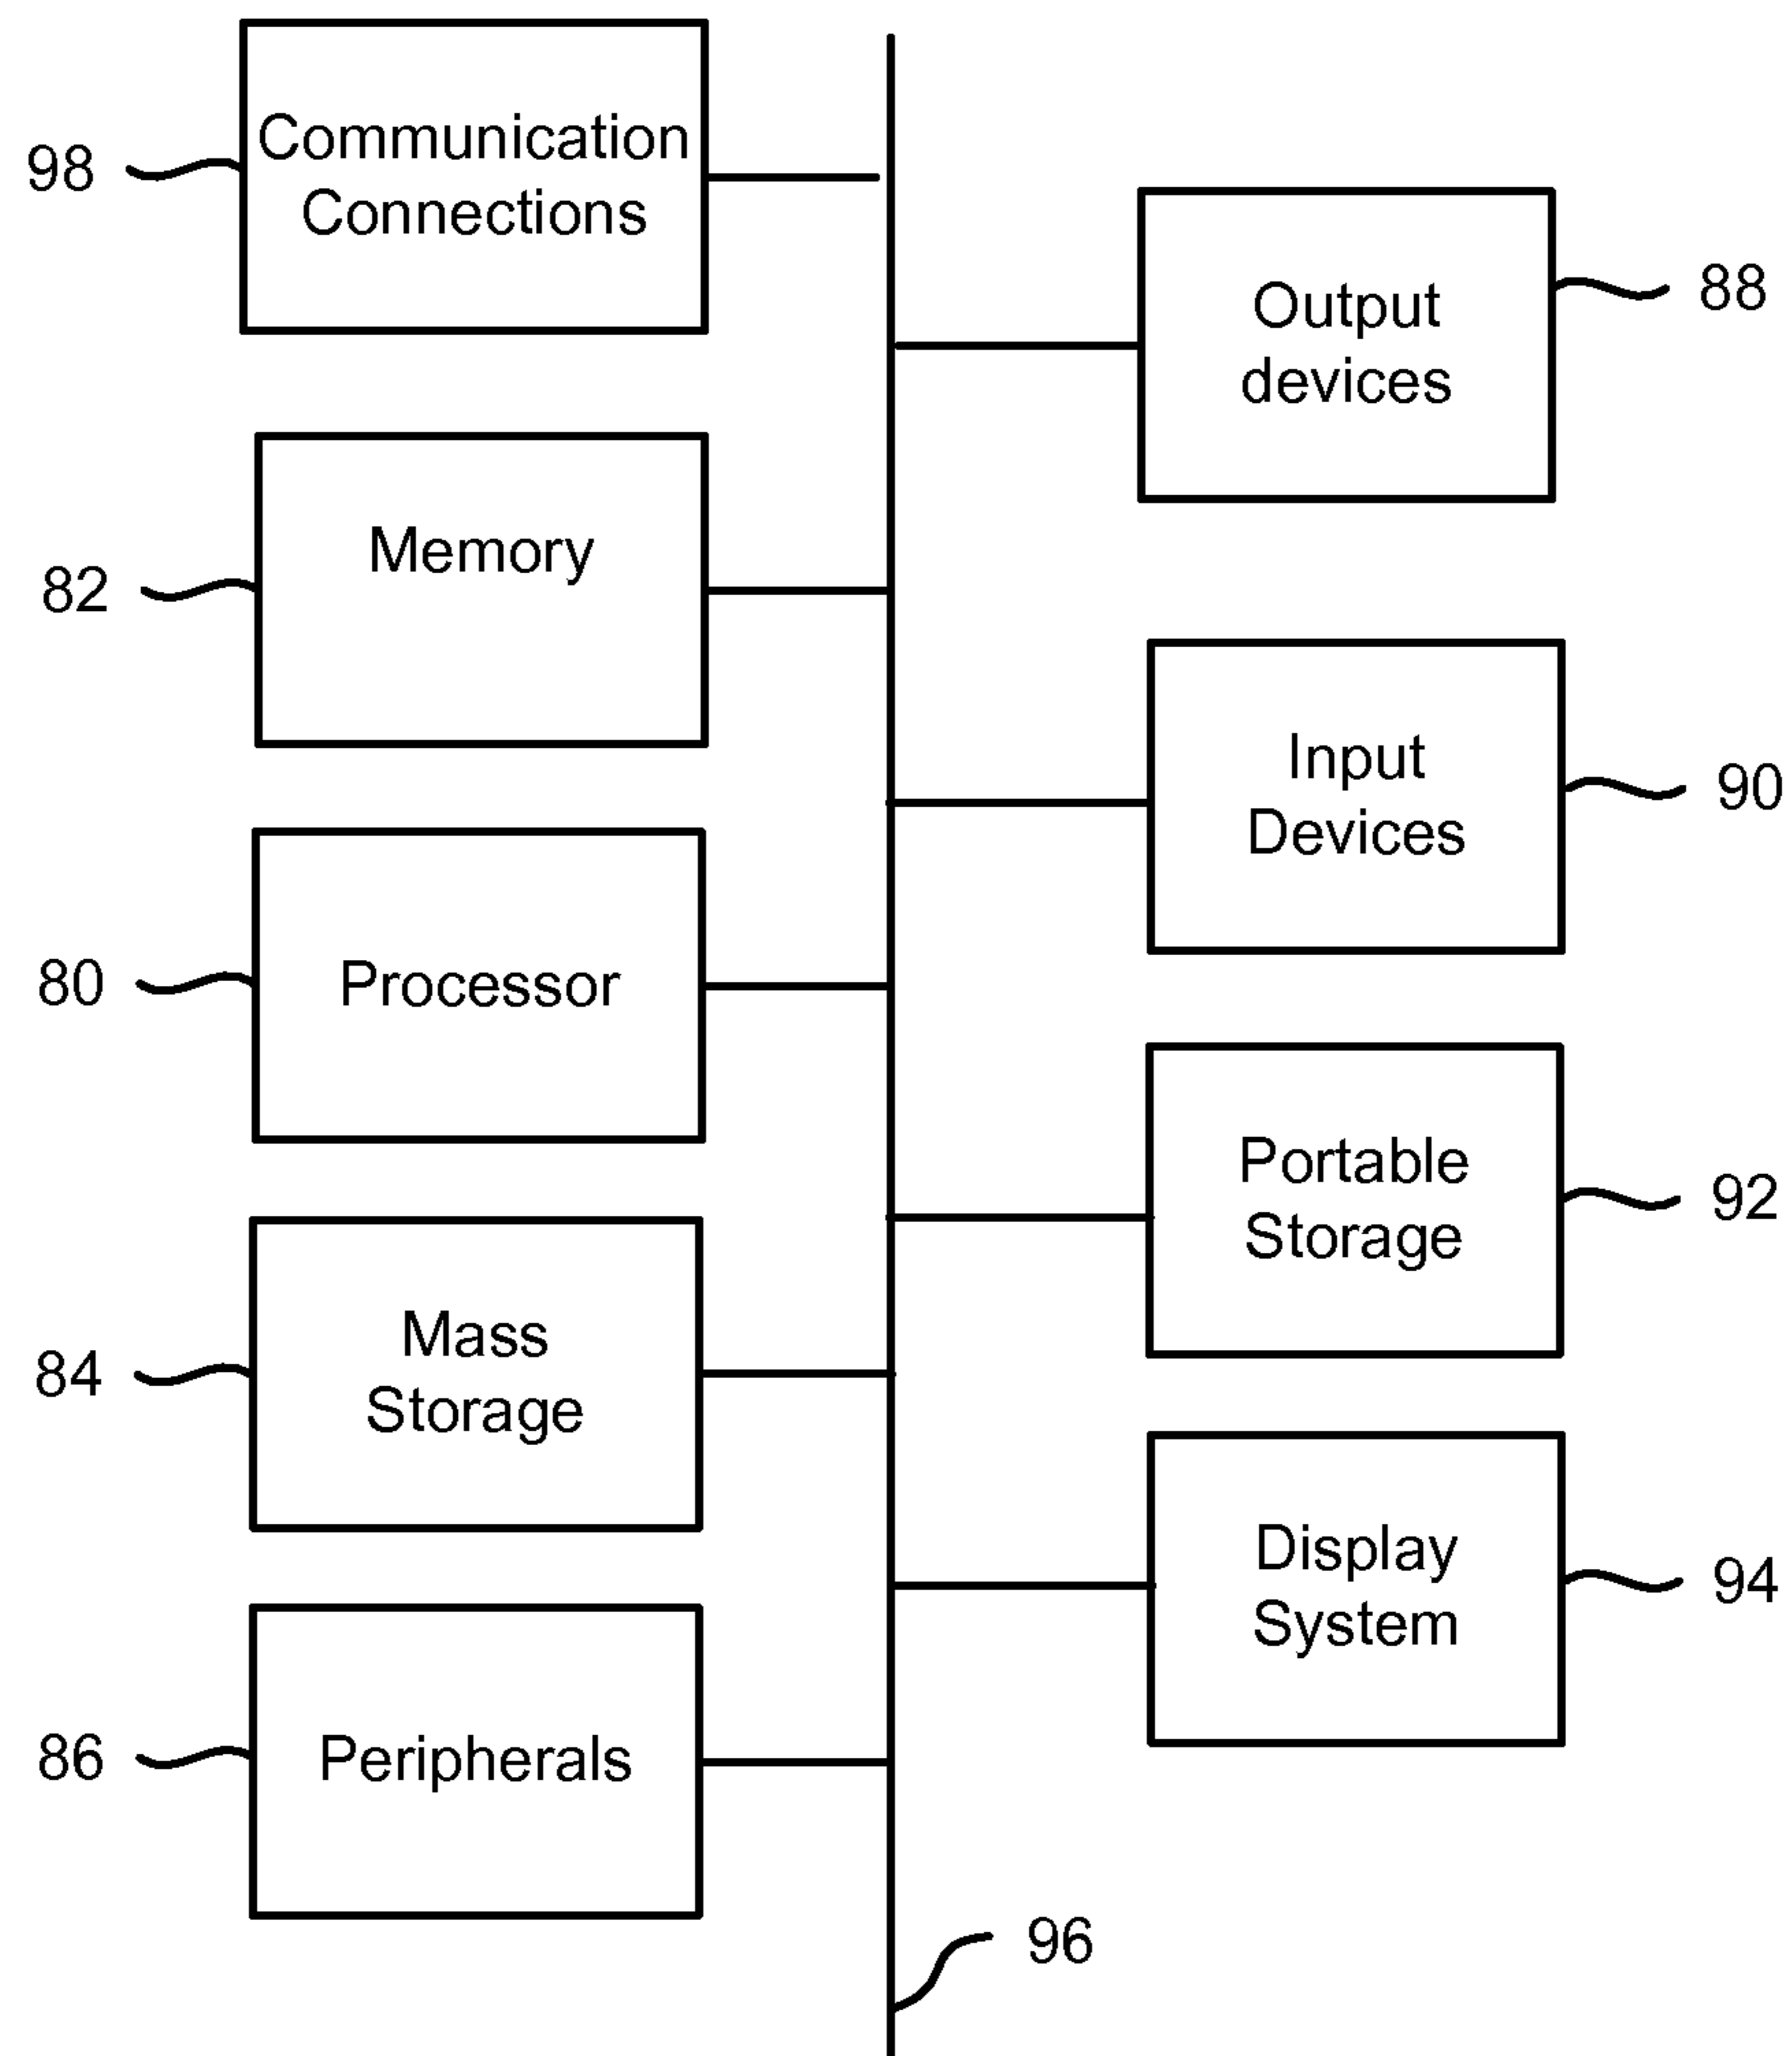 98
Communication
Connections
82
Memory
80
Processor
84
Mass
Storage
86
Peripherals
Output
devices
88
Input
Devices
90
Portable
Storage
92
Display
System
94
96